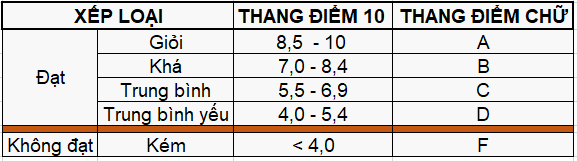 XẾP LOẠI THANG ĐIỂM 10 THANG ĐIỂM CHỮ
Đạt Giỏi 8,5 - 10 A
Khá 7,0 - 8,4 B
Trung bình 5,5 - 6,9 C
Trung bình yếu 4,0 - 5,4 D
Không đạt Kém < 4,0 F